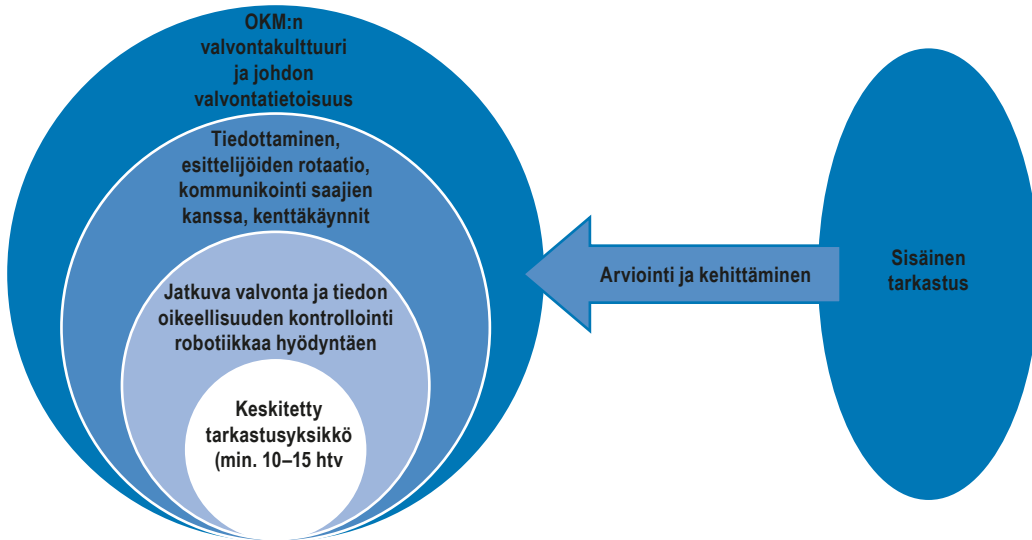 OKM:n
valvontakulttuuri
ja johdon
valvontatietoisuus
Tiedottaminen,
esittelijöiden rotaatio,
kommunikointi saajien
kanssa, kenttäkäynnit
Jatkuva valvonta ja tiedon
oikeellisuuden kontrollointi
robotiikkaa hyödyntäen
Keskitetty
tarkastusyksikkö
(min. 10–15 htv
Arviointi ja kehittäminen
Sisäinen
tarkastus